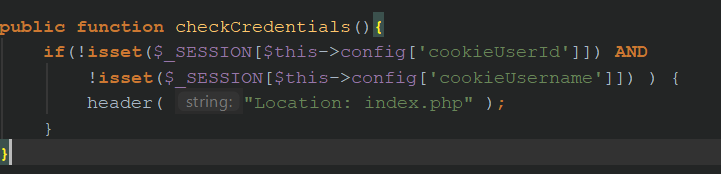 public function checkCredentials(){
if(!isset($_SESSION[$this->config['cookieUserId']]) AND
!isset($_SESSION[$this->config['cookieUsername']]) ) {
header( string: "Location: index.php" );
}
}